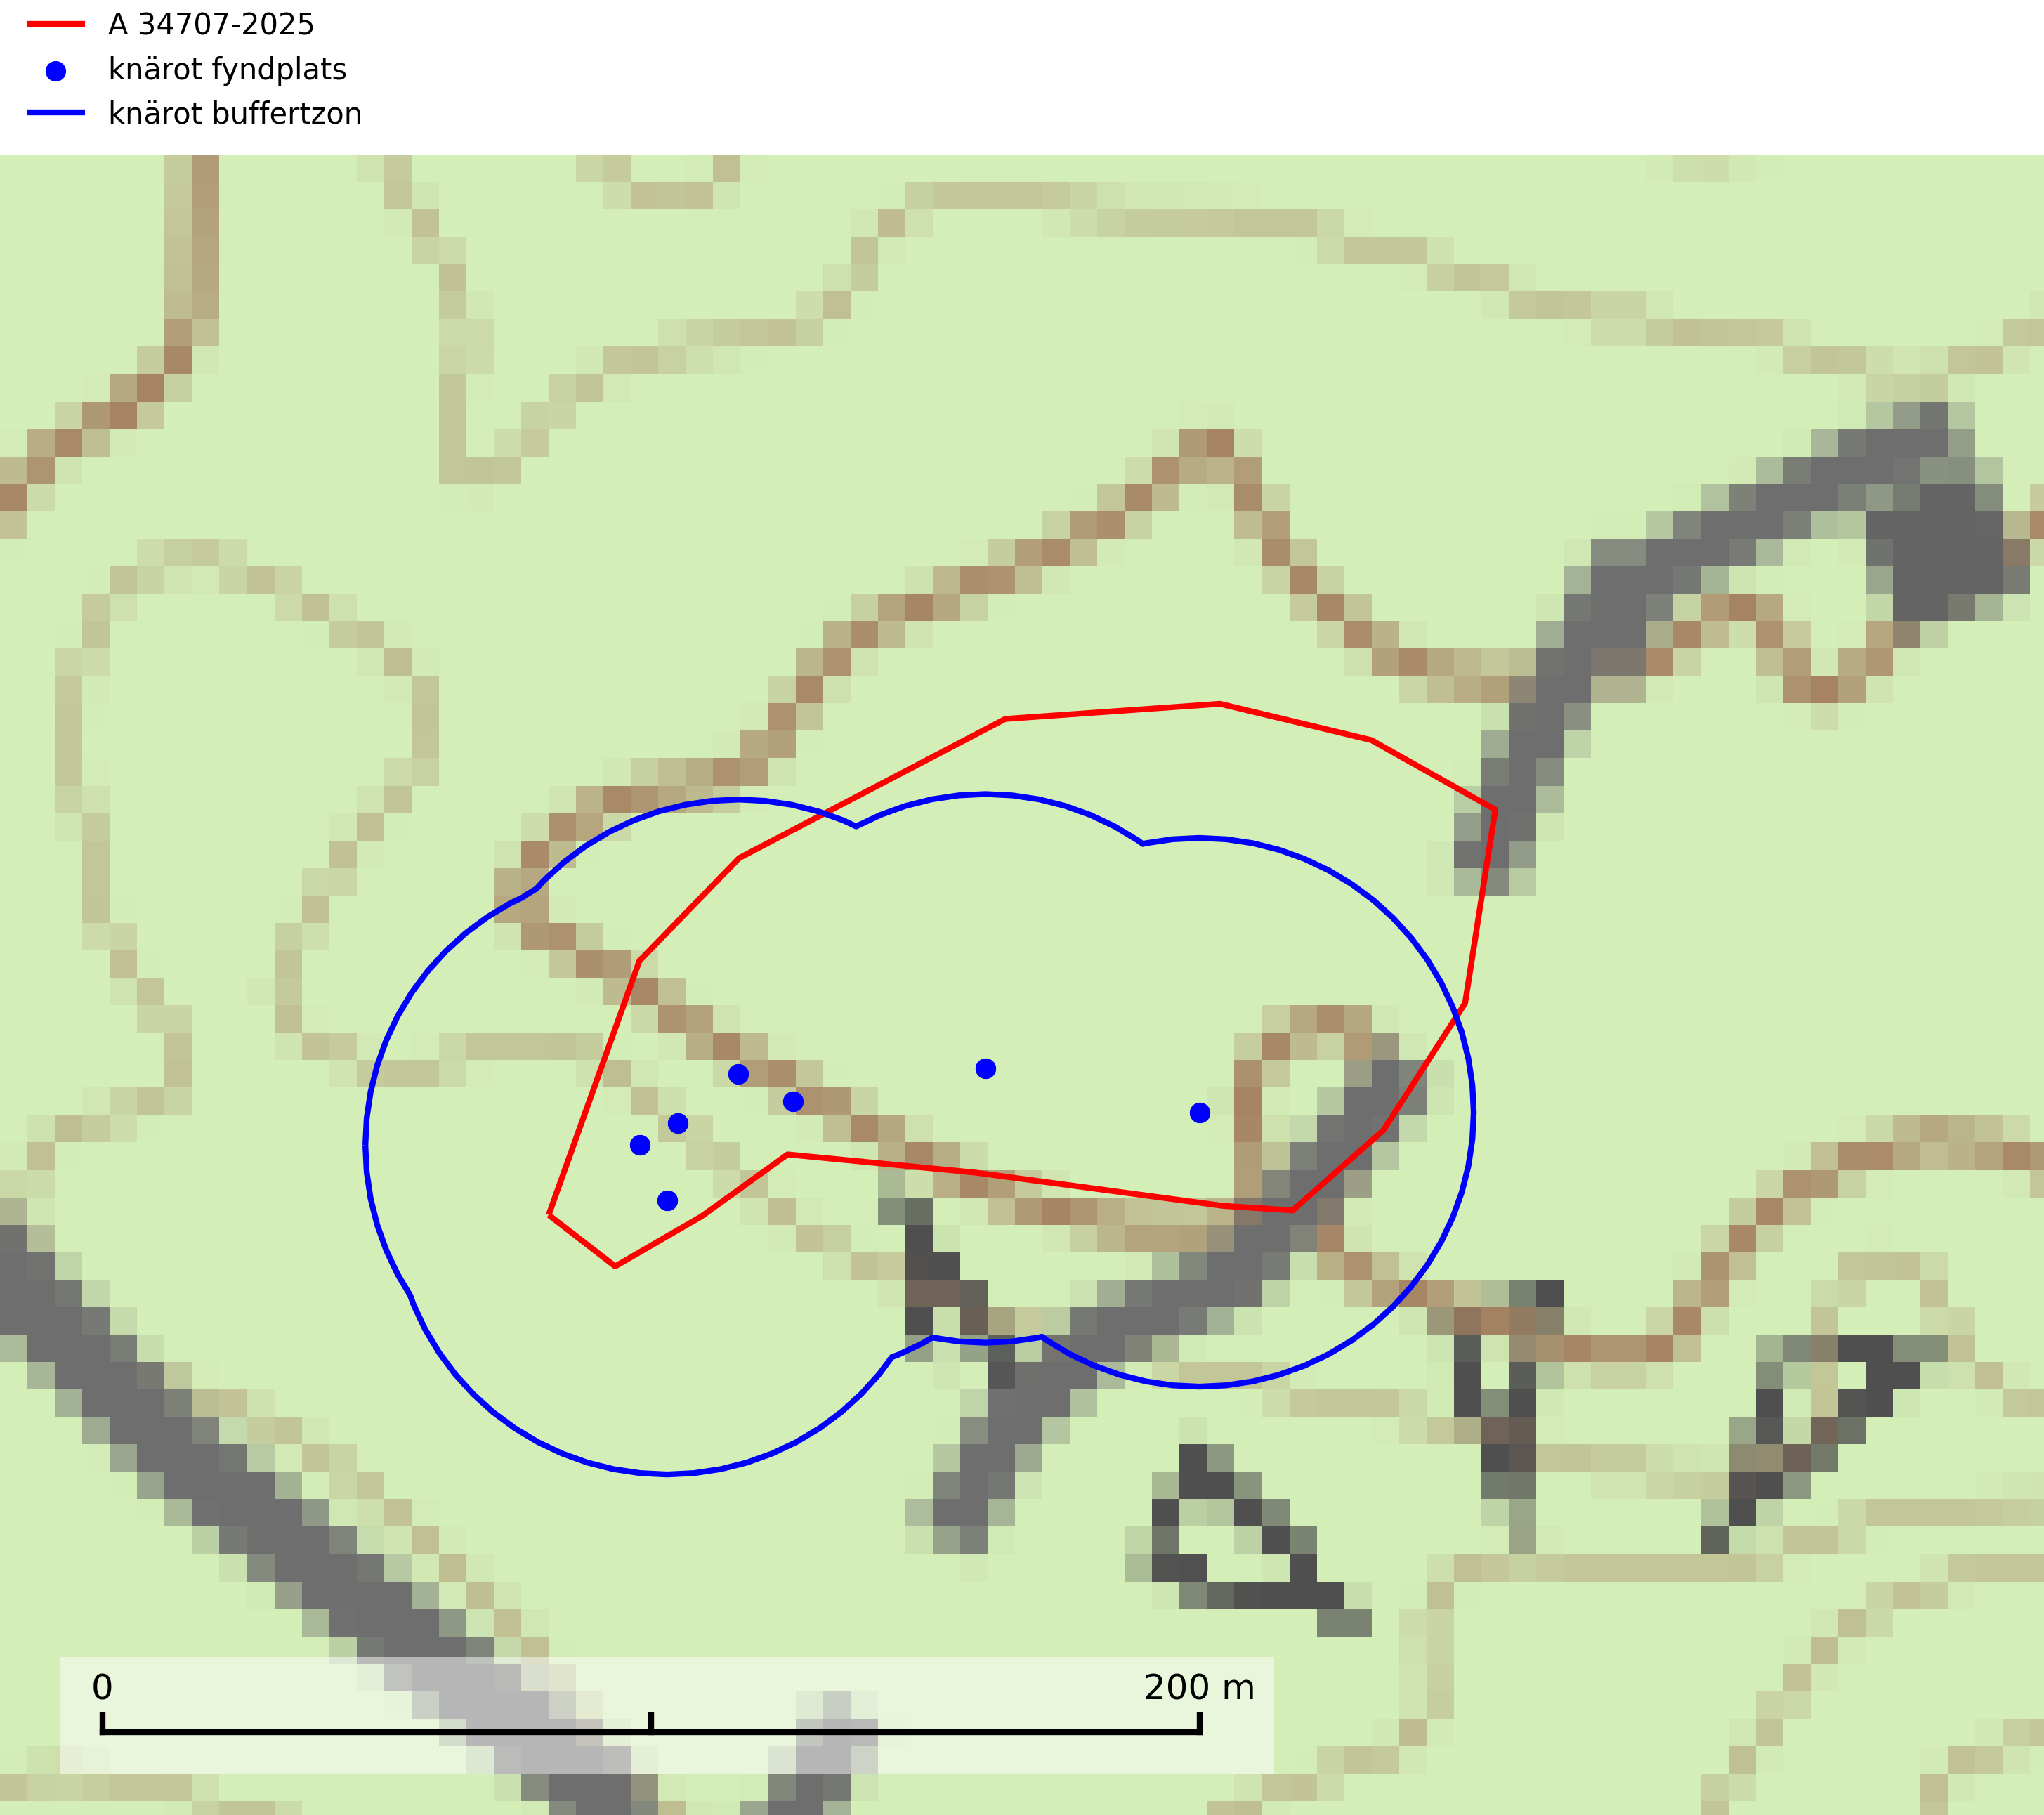 A 34707-2025
knärot fyndplats
knärot buffertzon
0 200 m